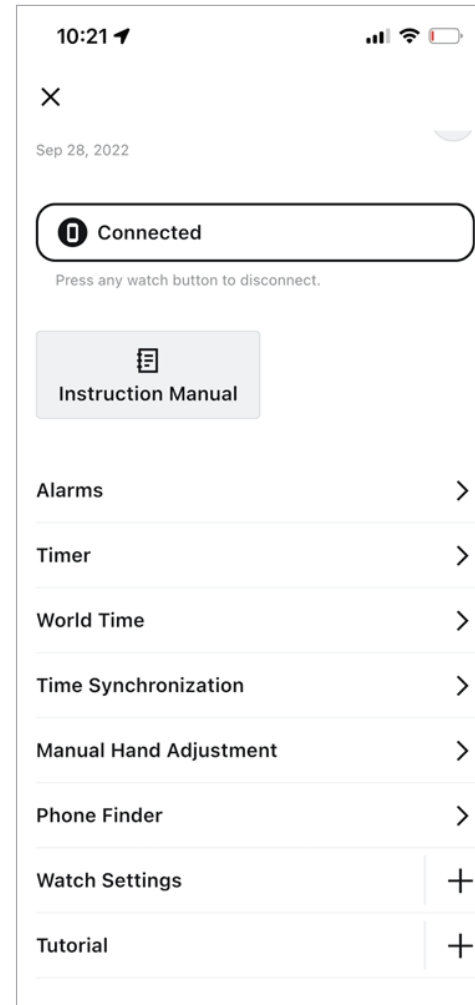 10:21
Sep 28, 2022
Connected
Press any watch button to disconnect.
Instruction Manual
Alarms
Timer
World Time
Time Synchronization
Manual Hand Adjustment
Phone Finder
Watch Settings
Tutorial